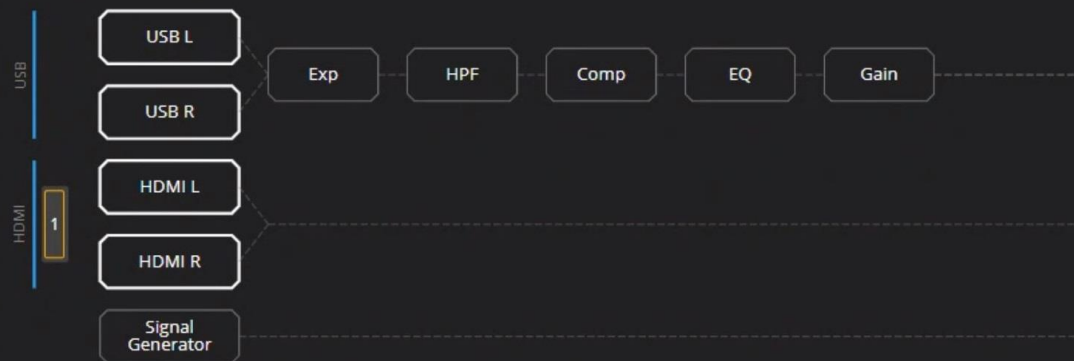 USB
USB L
USB R
Exp
HPF
Comp
EQ
Gain
HDMI
1
HDMI L
HDMI R
Signal
Generator